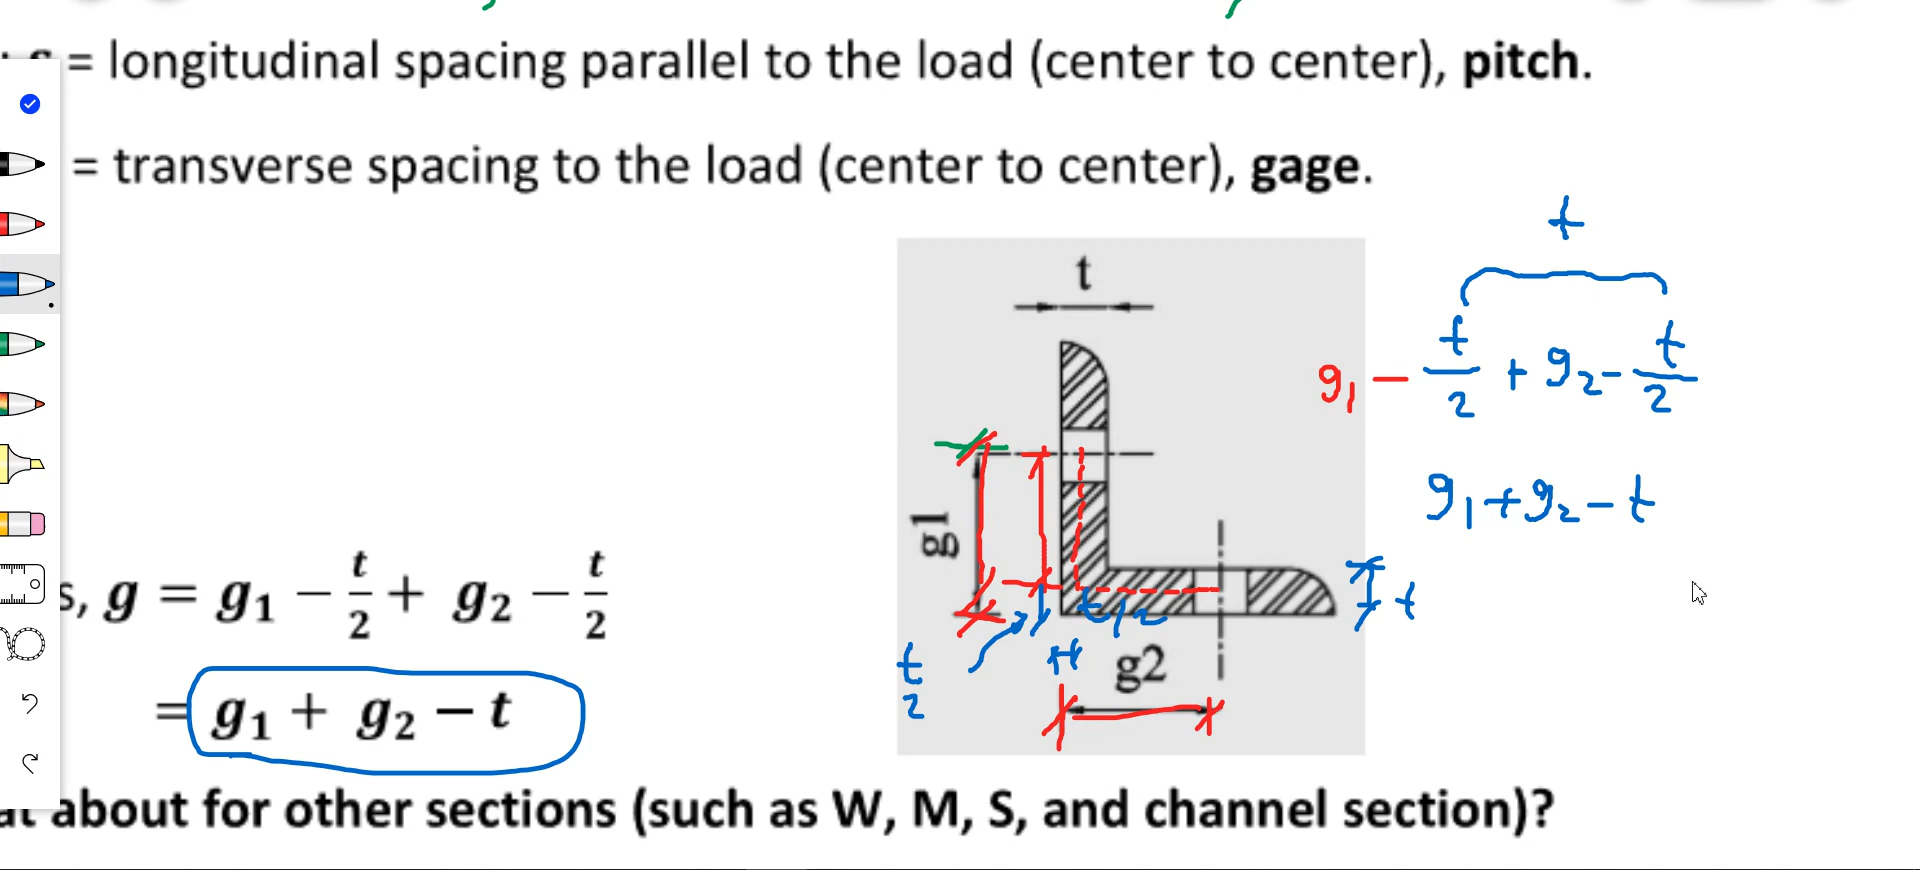 = longitudinal spacing parallel to the load (center to center), pitch.
= transverse spacing to the load (center to center), gage.
t
t
g1 − t/2 + g2 − t/2
g1
g1 + g2 − t
s, g = g1 − t/2 + g2 − t/2
t
t/2
t/2
g2
= g1 + g2 − t
about for other sections (such as W, M, S, and channel section)?